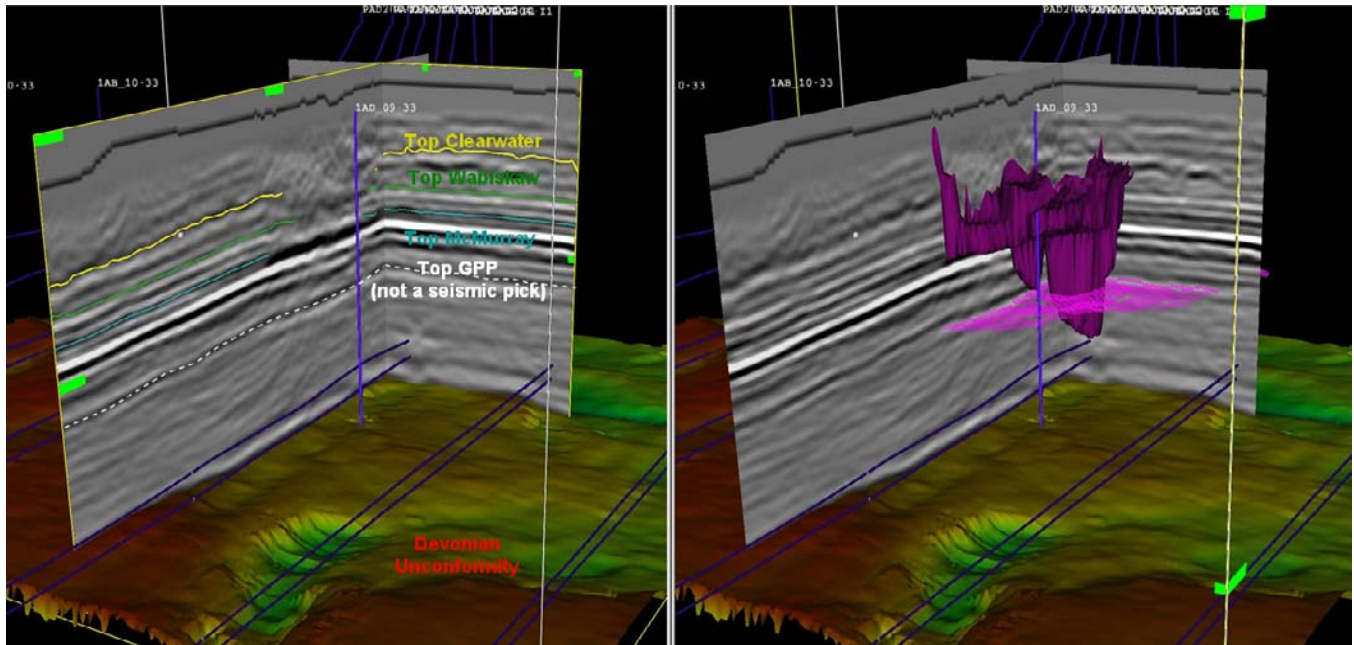 0-33
1AB_10-33
1AD_09-33
Top Clearwater
Top Wabiskaw
Top McMurray
Top GPP
(not a seismic pick)
Devonian
Unconformity
0-33
1AB_10-33
1AD_09-33